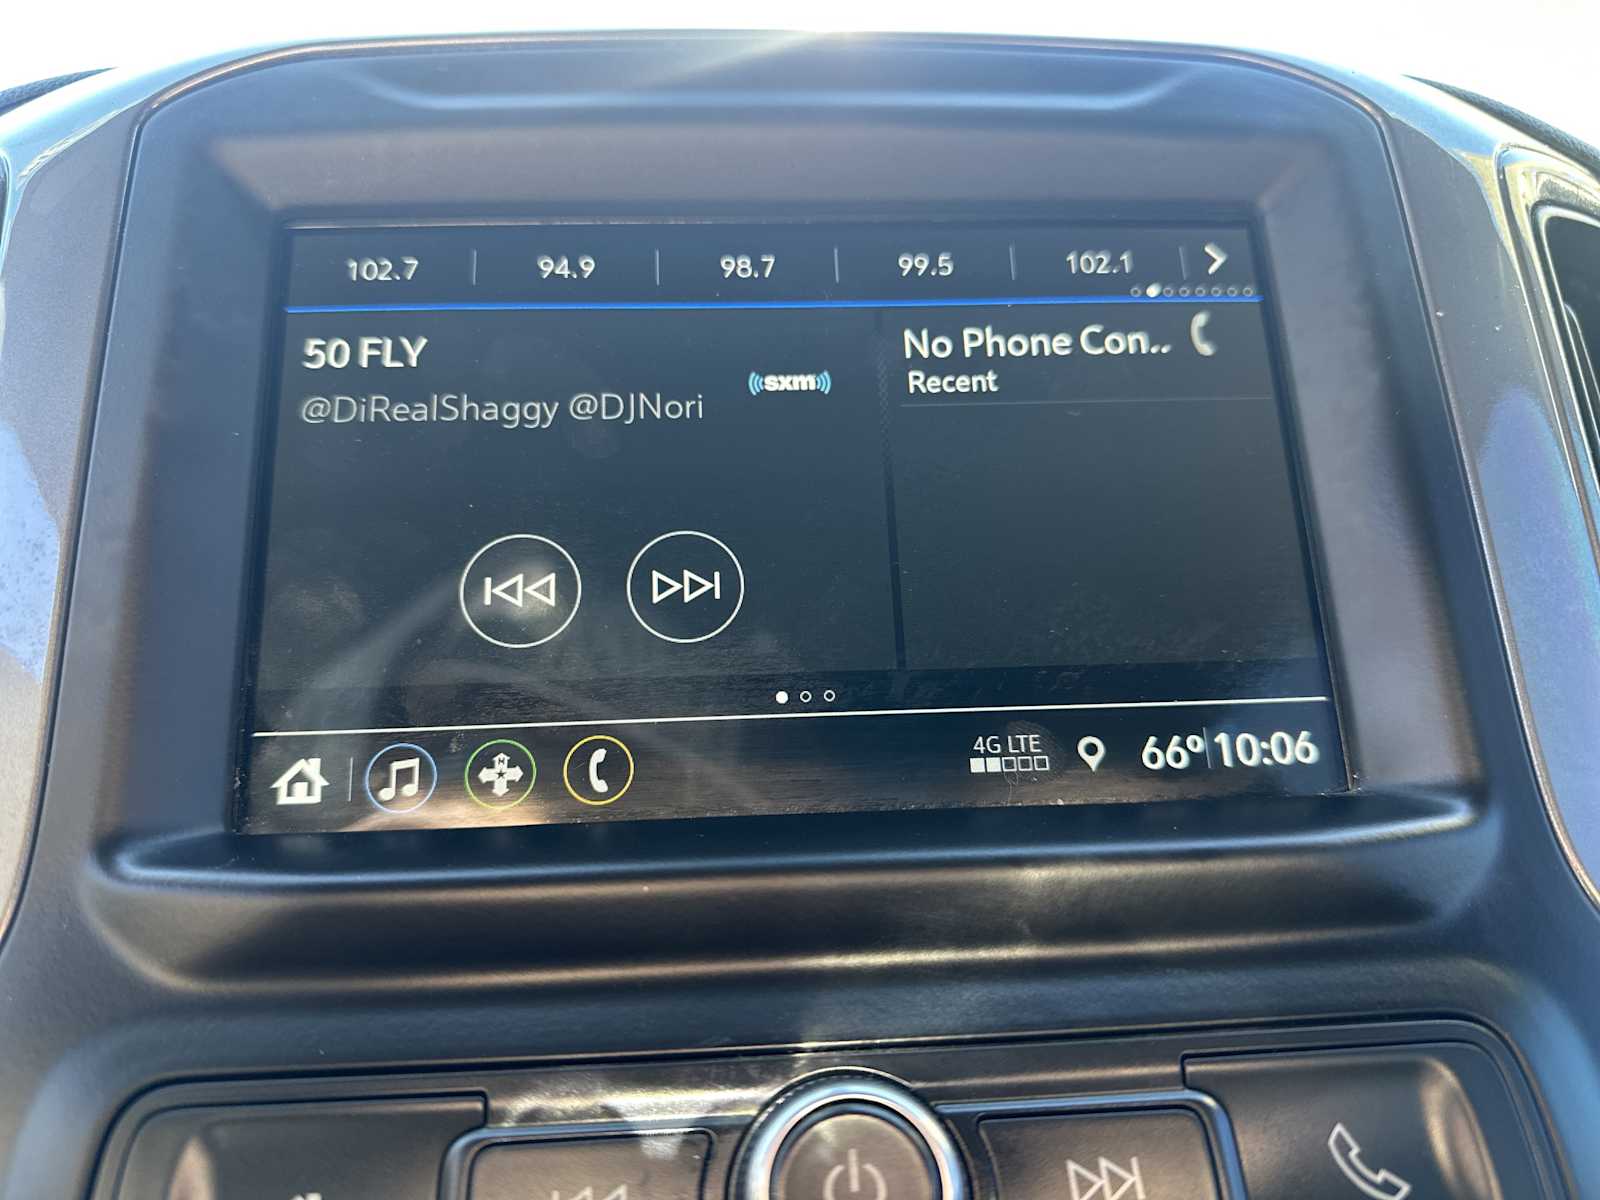 102.7 94.9 98.7 99.5 102.1
50 FLY
@DiRealShaggy @DJNori
sxm
No Phone Con..
Recent
4G LTE
66° 10:06